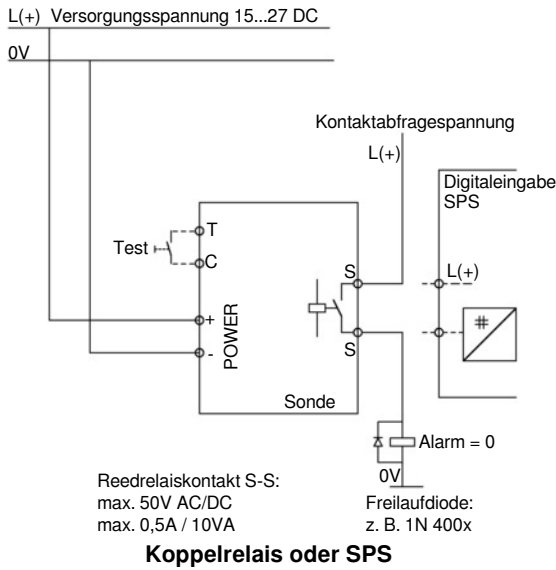 L(+) Versorgungsspannung 15...27 DC
0V
Kontaktabfragespannung
L(+)
Digitaleingabe
SPS
T
Test
C
S
L(+)
+
POWER
#
-
S
Sonde
Alarm = 0
0V
Reedrelaiskontakt S-S:
max. 50V AC/DC
max. 0,5A / 10VA
Freilaufdiode:
z. B. 1N 400x
Koppelrelais oder SPS